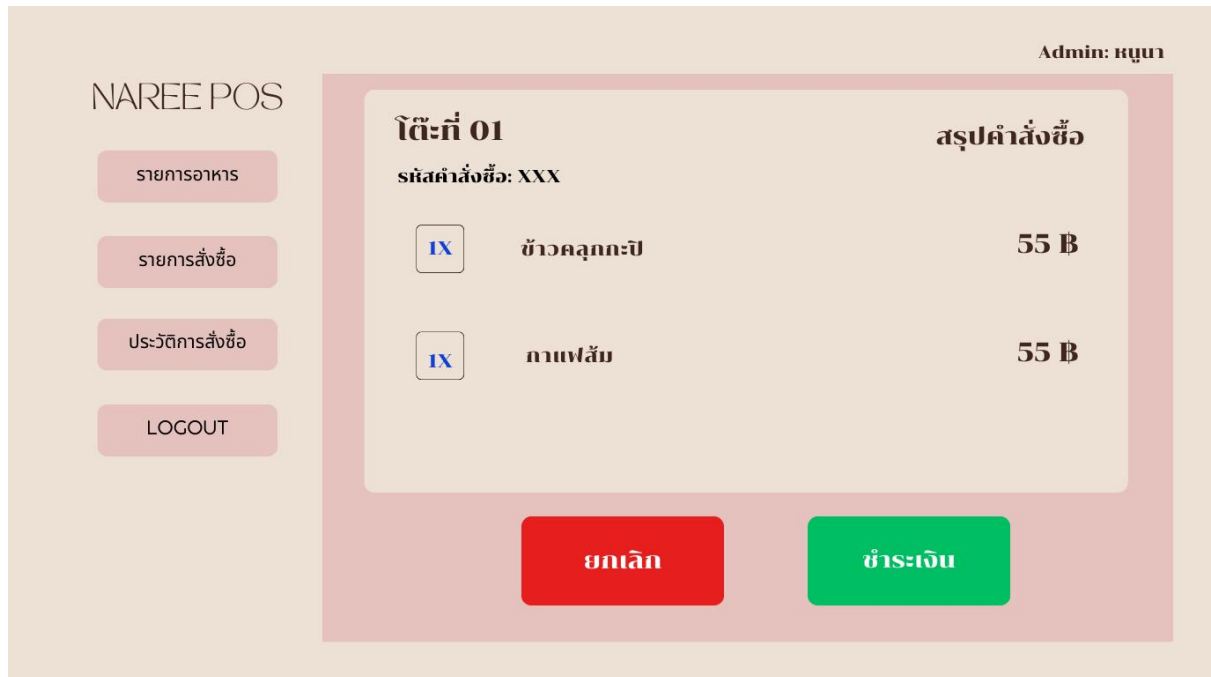 Admin: หนูนา
NAREE POS
รายการอาหาร
รายการสั่งซื้อ
ประวัติการสั่งซื้อ
LOGOUT
โต๊ะที่ 01
สรุปคำสั่งซื้อ
รหัสคำสั่งซื้อ: XXX
1X ข้าวคลุกกะปิ 55 ฿
1X กาแฟส้ม 55 ฿
ยกเลิก
ชำระเงิน